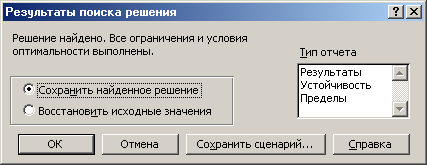 Результаты поиска решения
Решение найдено. Все ограничения и условия
оптимальности выполнены.
Тип отчета
Результаты
Устойчивость
Пределы
Сохранить найденное решение
Восстановить исходные значения
OK
Отмена
Сохранить сценарий...
Справка